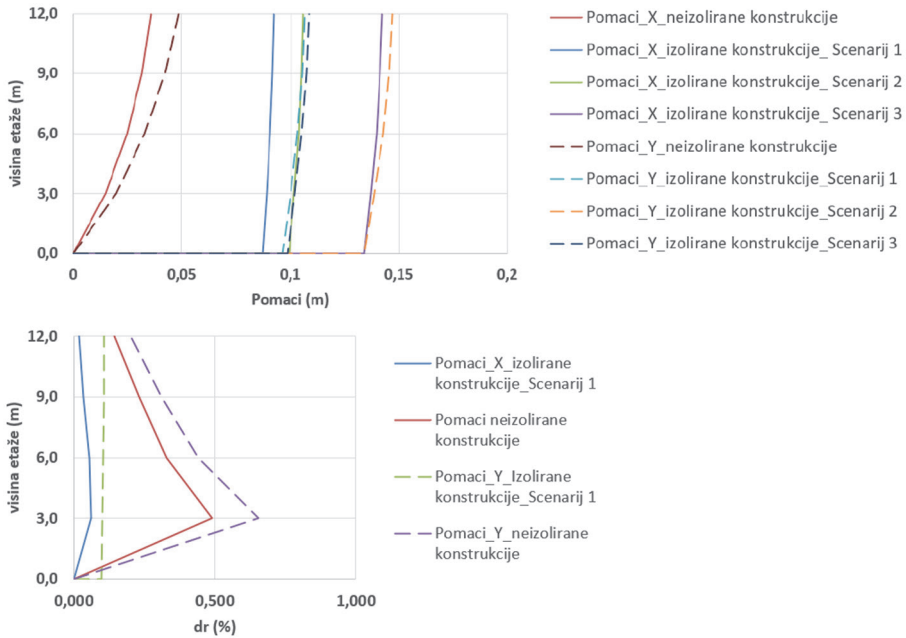 12,0
9,0
6,0
3,0
0,0
visina etaže (m)
0
0,05
0,1
0,15
0,2
Pomaci (m)
Pomaci_X_neizolirane konstrukcije
Pomaci_X_izolirane konstrukcije_ Scenarij 1
Pomaci_X_izolirane konstrukcije_ Scenarij 2
Pomaci_X_izolirane konstrukcije_ Scenarij 3
Pomaci_Y_neizolirane konstrukcije
Pomaci_Y_izolirane konstrukcije_Scenarij 1
Pomaci_Y_izolirane konstrukcije_Scenarij 2
Pomaci_Y_izolirane konstrukcije_Scenarij 3
12,0
9,0
6,0
3,0
0,0
visina etaže (m)
0,000
0,500
1,000
dr (%)
Pomaci_X_izolirane
konstrukcije_Scenarij 1
Pomaci neizolirane
konstrukcije
Pomaci_Y_Izolirane
konstrukcije_Scenarij 1
Pomaci_Y_neizolirane
konstrukcije